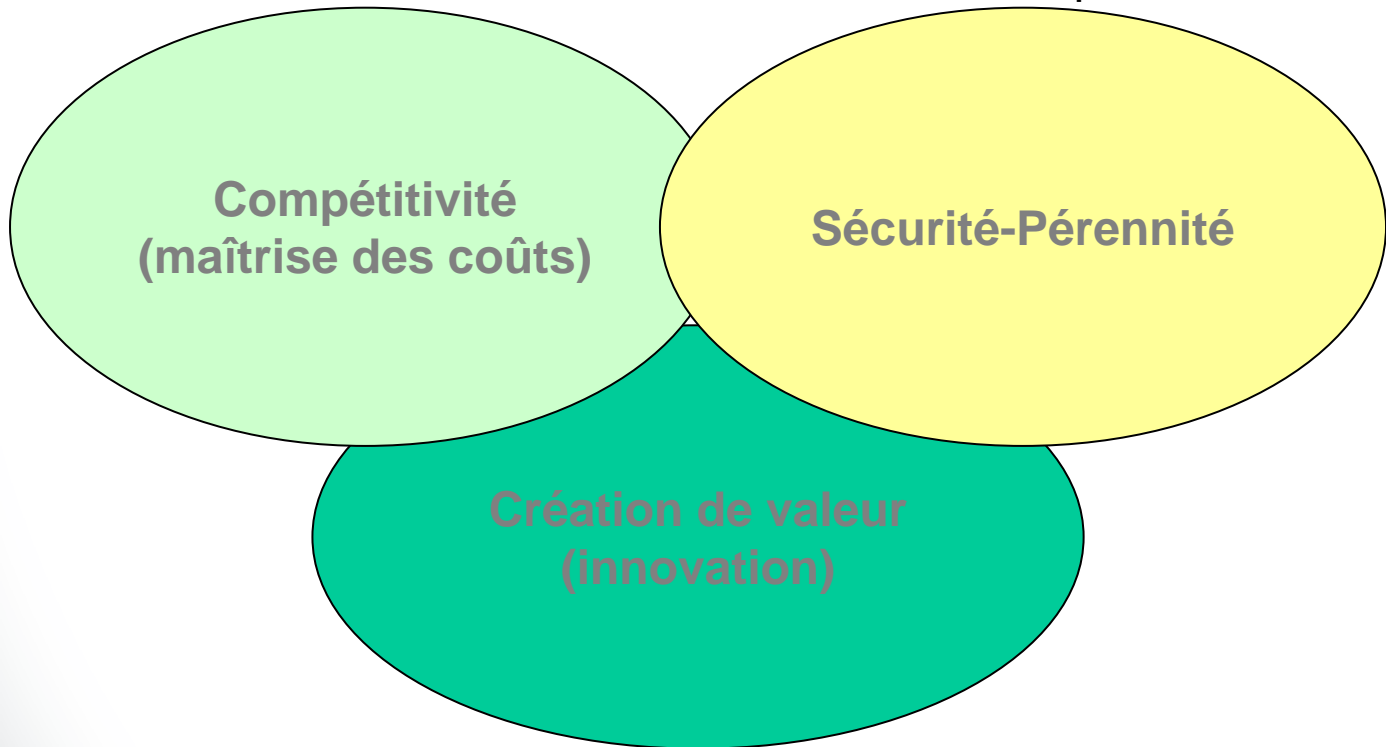 Compétitivité
(maîtrise des coûts)
Sécurité-Pérennité
Création de valeur
(innovation)